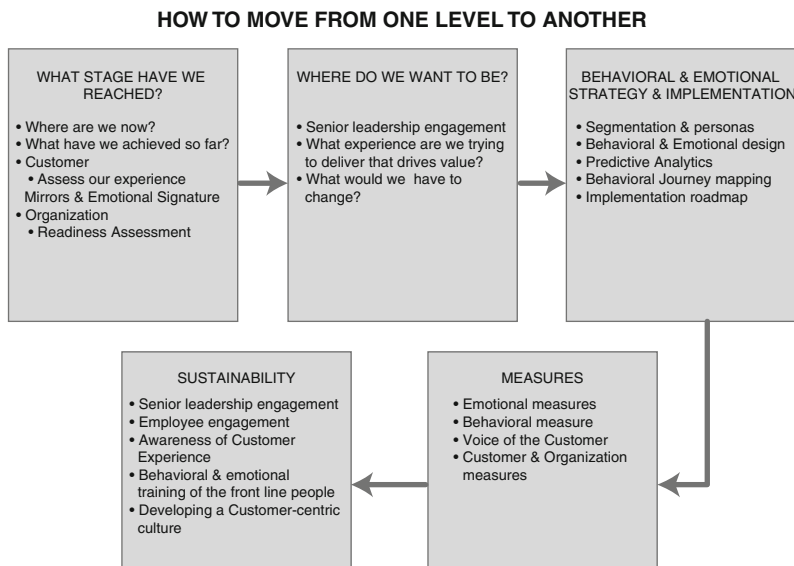 HOW TO MOVE FROM ONE LEVEL TO ANOTHER
WHAT STAGE HAVE WE
REACHED?
• Where are we now?
• What have we achieved so far?
• Customer
• Assess our experience
Mirrors & Emotional Signature
• Organization
• Readiness Assessment
WHERE DO WE WANT TO BE?
• Senior leadership engagement
• What experience are we trying
to deliver that drives value?
• What would we have to
change?
BEHAVIORAL & EMOTIONAL
STRATEGY & IMPLEMENTATION
• Segmentation & personas
• Behavioral & Emotional design
• Predictive Analytics
• Behavioral Journey mapping
• Implementation roadmap
MEASURES
• Emotional measures
• Behavioral measure
• Voice of the Customer
• Customer & Organization
measures
SUSTAINABILITY
• Senior leadership engagement
• Employee engagement
• Awareness of Customer
Experience
• Behavioral & emotional
training of the front line people
• Developing a Customer-centric
culture